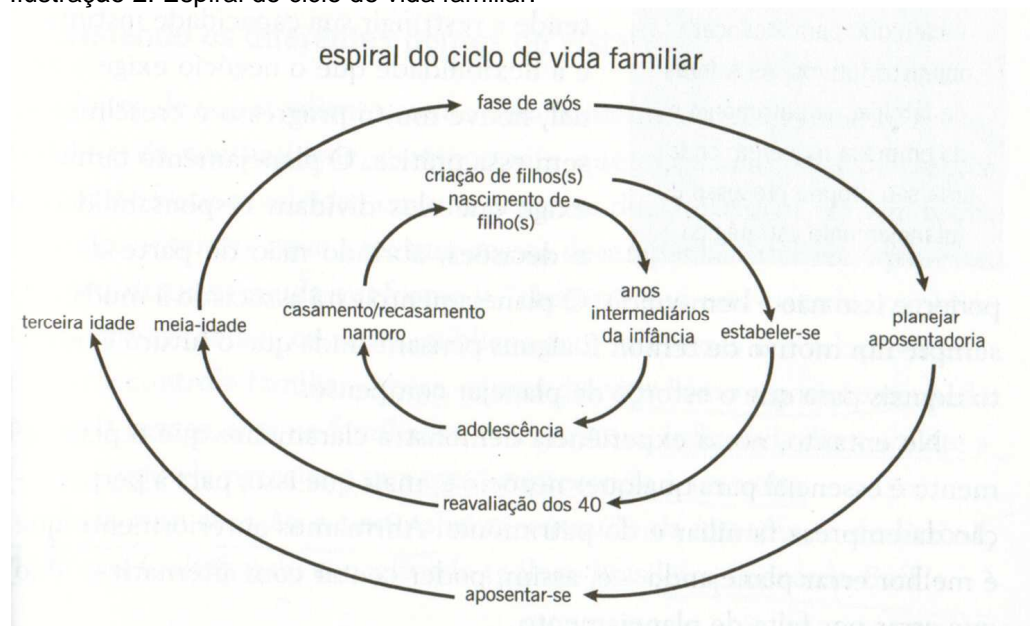 Ilustração 2. Espiral do ciclo de vida familiar.
espiral do ciclo de vida familiar
fase de avós
criação de filhos(s)
nascimento de
filho(s)
anos
intermediários
da infância
casamento/recasamento
namoro
terceira idade
meia-idade
estabeler-se
planejar
aposentadoria
adolescência
reavaliação dos 40
aposentar-se